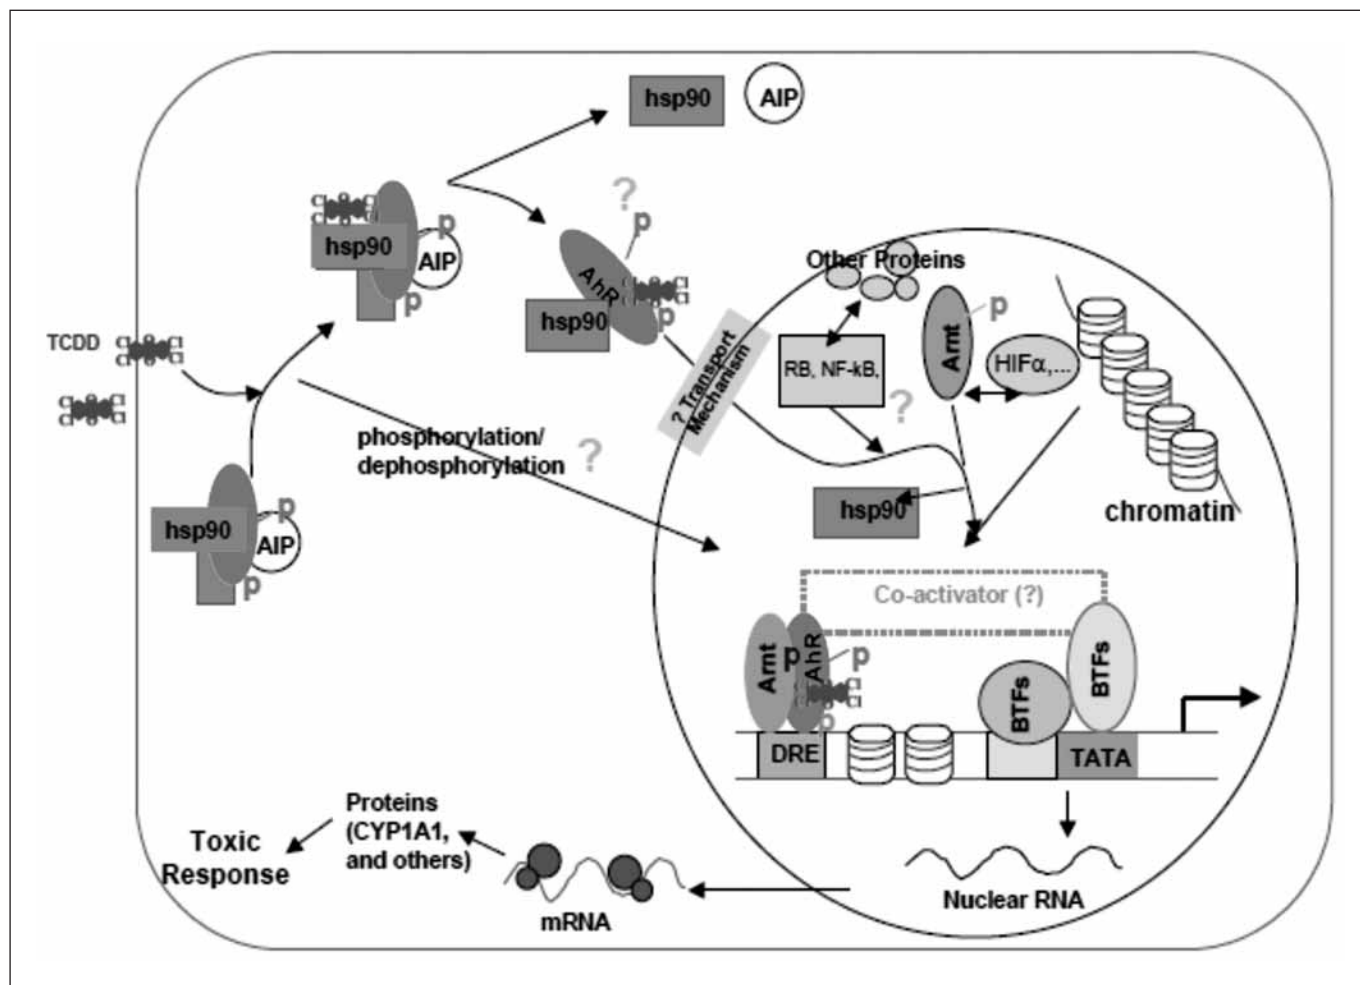 hsp90
AIP
?
p
hsp90
AIP
p
p
AhR
hsp90
p
TCDD
Other Proteins
Arnt
p
HIFα,...
RB, NF-kB,
?
? Transport
Mechanism
phosphorylation/
dephosphorylation
?
chromatin
hsp90
hsp90
p
AIP
p
Co-activator (?)
Arnt
p
AhR
p
p
BTFs
BTFs
DRE
TATA
Proteins
(CYP1A1,
and others)
Toxic
Response
mRNA
Nuclear RNA